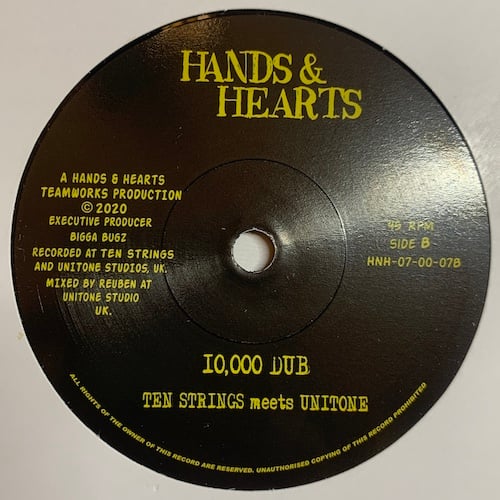 HANDS &
HEARTS
A HANDS & HEARTS
TEAMWORKS PRODUCTION
© 2020
EXECUTIVE PRODUCER
BIGGA BUGZ
RECORDED AT TEN STRINGS
AND UNITONE STUDIOS, UK.
MIXED BY REUBEN AT
UNITONE STUDIO
UK.
45 RPM
SIDE B
HNH-07-00-07B
10,000 DUB
TEN STRINGS meets UNITONE
ALL RIGHTS OF THE OWNER OF THIS RECORD ARE RESERVED. UNAUTHORISED COPYING OF THIS RECORD PROHIBITED